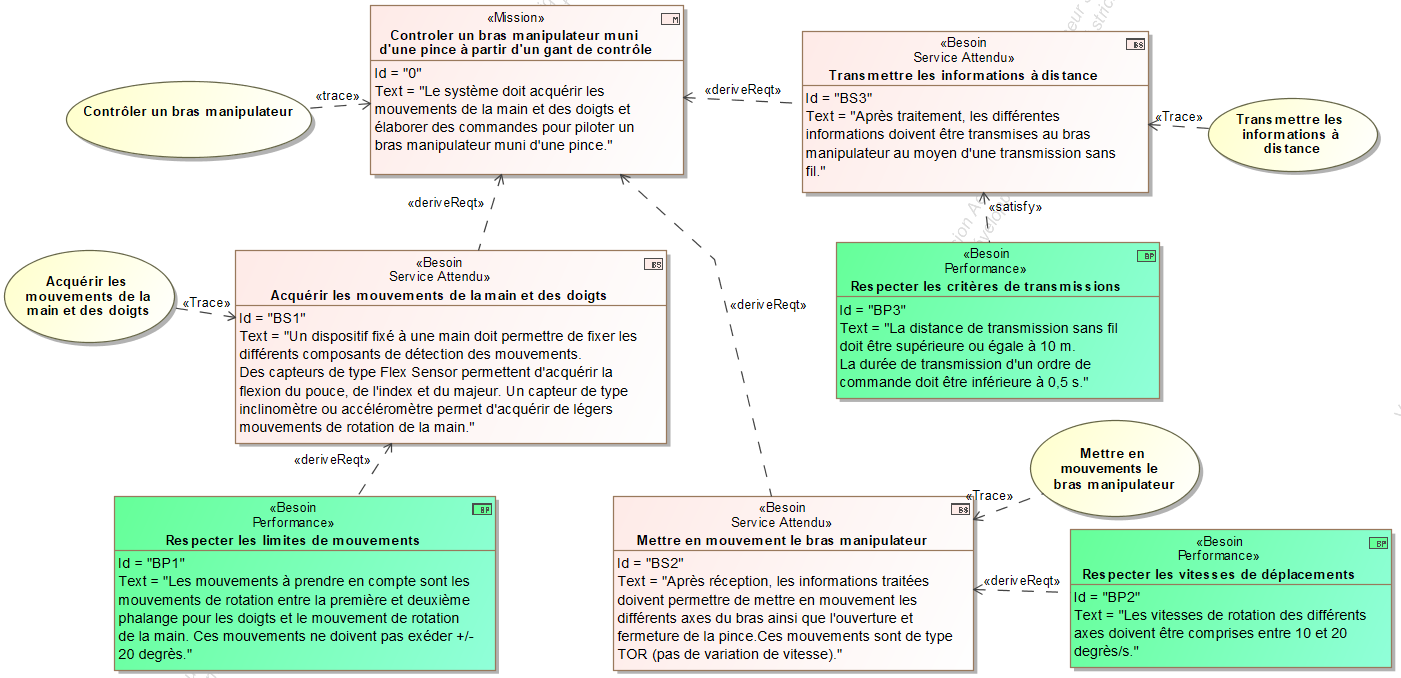 «Mission»
M
Controler un bras manipulateur muni
d'une pince à partir d'un gant de contrôle
Id = "0"
Text = "Le système doit acquérir les
mouvements de la main et des doigts et
élaborer des commandes pour piloter un
bras manipulateur muni d'une pince."
Contrôler un bras manipulateur
«trace»
«deriveReqt»
«Besoin
Service Attendu»
BS
Transmettre les informations à distance
Id = "BS3"
Text = "Après traitement, les différentes
informations doivent être transmises au bras
manipulateur au moyen d'une transmission sans
fil."
«Trace»
Transmettre les
informations à
distance
«satisfy»
«Besoin
Performance»
BP
Respecter les critères de transmissions
Id = "BP3"
Text = "La distance de transmission sans fil
doit être supérieure ou égale à 10 m.
La durée de transmission d'un ordre de
commande doit être inférieure à 0,5 s."
«deriveReqt»
«deriveReqt»
Acquérir les
mouvements de la
main et des doigts
«Trace»
«Besoin
Service Attendu»
BS
Acquérir les mouvements de la main et des doigts
Id = "BS1"
Text = "Un dispositif fixé à une main doit permettre de fixer les
différents composants de détection des mouvements.
Des capteurs de type Flex Sensor permettent d'acquérir la
flexion du pouce, de l'index et du majeur. Un capteur de type
inclinomètre ou accéléromètre permet d'acquérir de légers
mouvements de rotation de la main."
«deriveReqt»
«Besoin
Performance»
BP
Respecter les limites de mouvements
Id = "BP1"
Text = "Les mouvements à prendre en compte sont les
mouvements de rotation entre la première et deuxième
phalange pour les doigts et le mouvement de rotation
de la main. Ces mouvements ne doivent pas exéder +/-
20 degrès."
«Besoin
Service Attendu»
BS
Mettre en mouvement le bras manipulateur
Id = "BS2"
Text = "Après réception, les informations traitées
doivent permettre de mettre en mouvement les
différents axes du bras ainsi que l'ouverture et
fermeture de la pince.Ces mouvements sont de type
TOR (pas de variation de vitesse)."
Mettre en
mouvements le
bras manipulateur
«Trace»
«deriveReqt»
«Besoin
Performance»
BP
Respecter les vitesses de déplacements
Id = "BP2"
Text = "Les vitesses de rotation des différents
axes doivent être comprises entre 10 et 20
degrès/s."